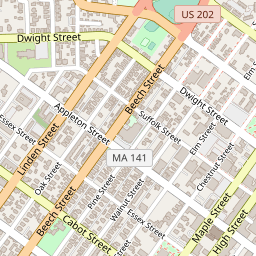 US 202
Dwight Street
Beech Street
Dwight Street
Appleton Street
Suffolk Street
Essex Street
Linden Street
Elm Street
MA 141
Elm Street
Chestnut Street
Oak Street
Pine Street
Walnut Street
Beech Street
Cabot Street
Essex Street
Maple Street
High Street